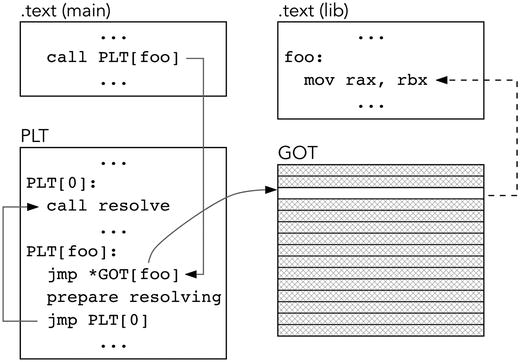 .text (main)
...
call PLT[foo]
...
.text (lib)
...
foo:
mov rax, rbx
...
PLT
...
PLT[0]:
call resolve
...
PLT[foo]:
jmp *GOT[foo]
prepare resolving
jmp PLT[0]
...
GOT